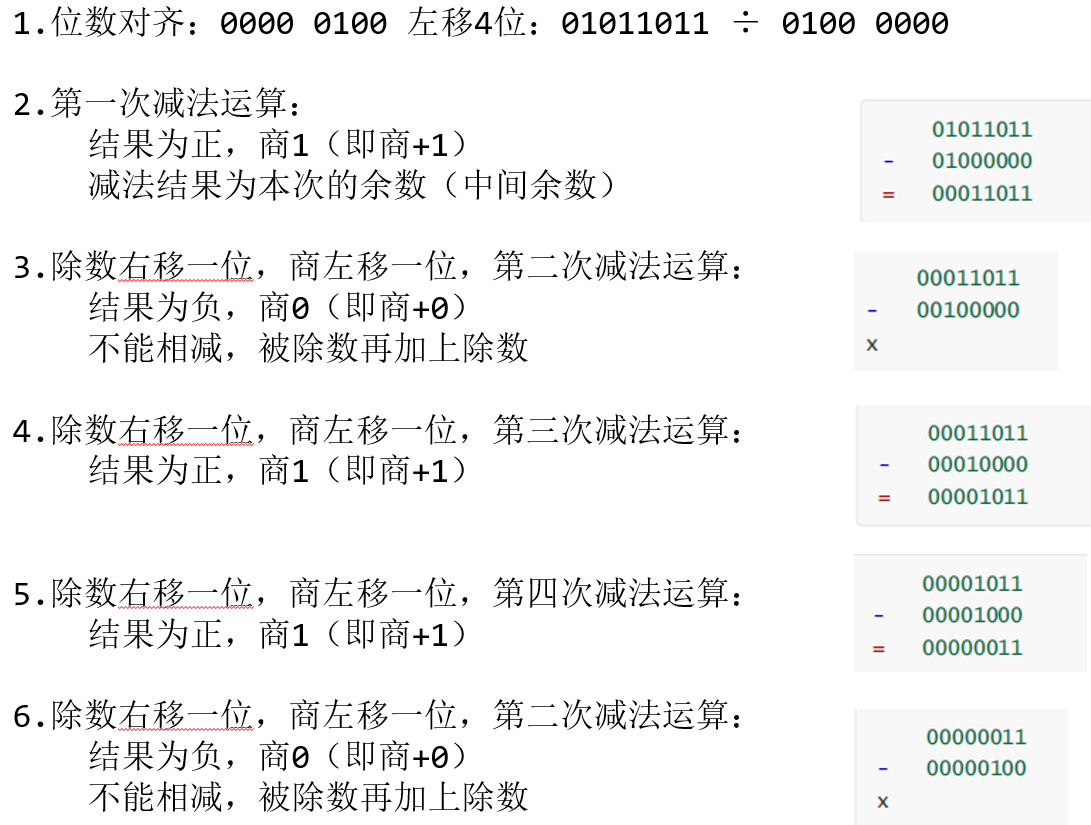 1.位数对齐：0000 0100 左移4位：01011011 ÷ 0100 0000
2.第一次减法运算：
结果为正，商1（即商+1）
减法结果为本次的余数（中间余数）
01011011
- 01000000
= 00011011
3.除数右移一位，商左移一位，第二次减法运算：
结果为负，商0（即商+0）
不能相减，被除数再加上除数
00011011
- 00100000
x
4.除数右移一位，商左移一位，第三次减法运算：
结果为正，商1（即商+1）
00011011
- 00010000
= 00001011
5.除数右移一位，商左移一位，第四次减法运算：
结果为正，商1（即商+1）
00001011
- 00001000
= 00000011
6.除数右移一位，商左移一位，第二次减法运算：
结果为负，商0（即商+0）
不能相减，被除数再加上除数
00000011
- 00000100
x